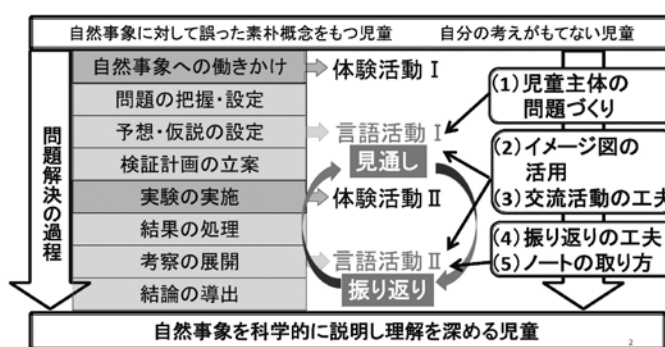 自然事象に対して誤った素朴概念をもつ児童　自分の考えがもてない児童
問題解決の過程
自然事象への働きかけ
問題の把握・設定
予想・仮説の設定
検証計画の立案
実験の実施
結果の処理
考察の展開
結論の導出
体験活動Ⅰ
言語活動Ⅰ
見通し
体験活動Ⅱ
言語活動Ⅱ
振り返り
(1)児童主体の
問題づくり
(2)イメージ図の
活用
(3)交流活動の工夫
(4)振り返りの工夫
(5)ノートの取り方
自然事象を科学的に説明し理解を深める児童
2